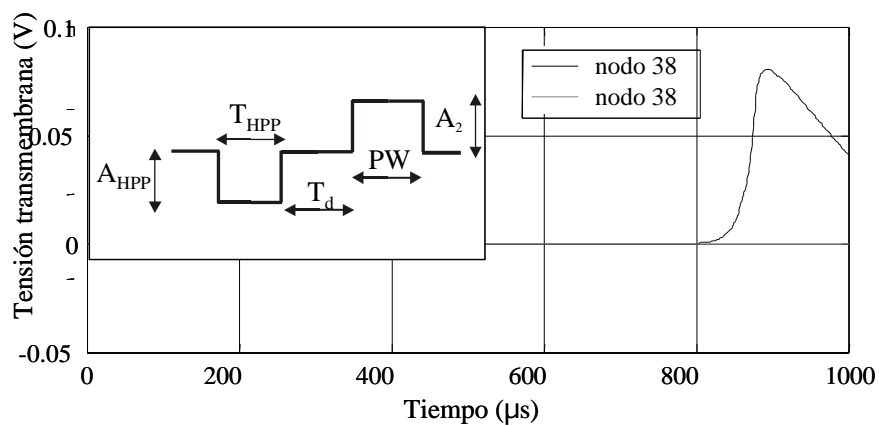 Tensión transmembrana (V)
0.1
0.05
0
-0.05
T_HPP
A_HPP
T_d
PW
A_2
nodo 38
nodo 38
0 200 400 600 800 1000
Tiempo (μs)